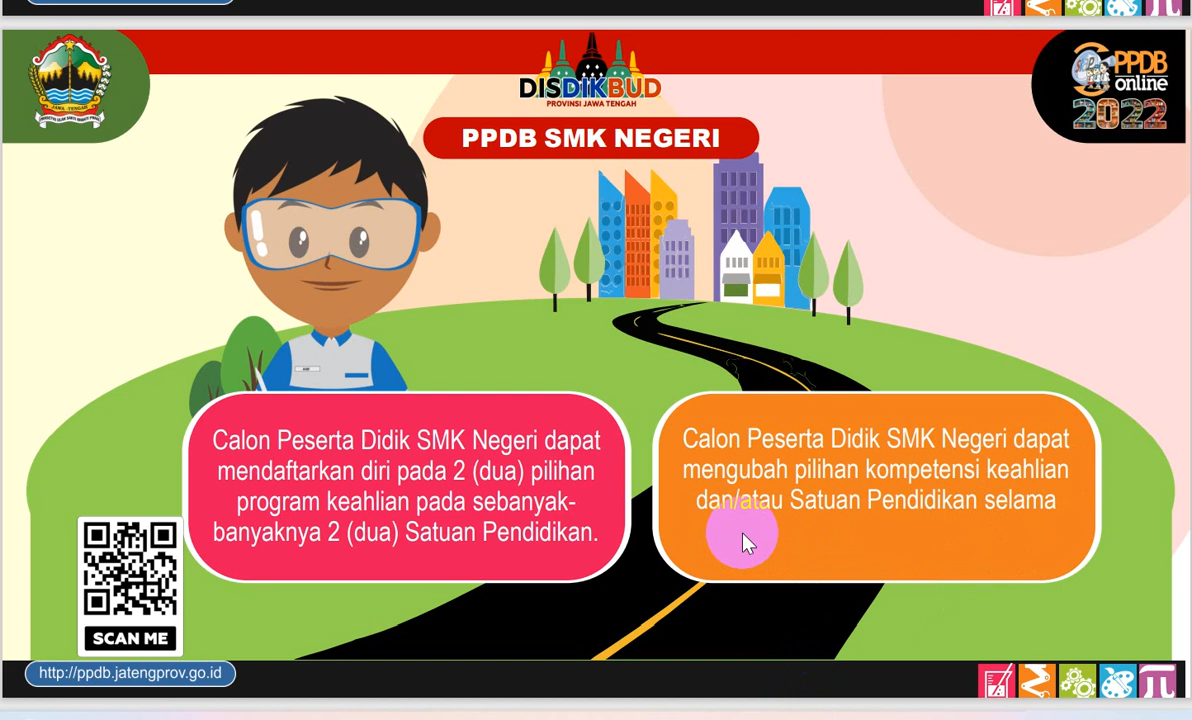 JAWA - TENGAH
DISDIKBUD
PROVINSI JAWA TENGAH
PPDB
online
2022
PPDB SMK NEGERI
Calon Peserta Didik SMK Negeri dapat
mendaftarkan diri pada 2 (dua) pilihan
program keahlian pada sebanyak-
banyaknya 2 (dua) Satuan Pendidikan.
Calon Peserta Didik SMK Negeri dapat
mengubah pilihan kompetensi keahlian
dan/atau Satuan Pendidikan selama
SCAN ME
http://ppdb.jatengprov.go.id